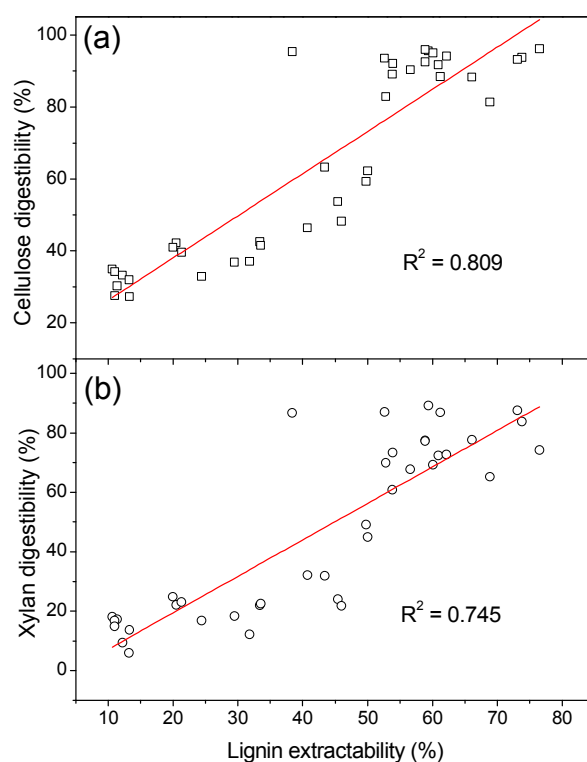 (a)
Cellulose digestibility (%)
100
80
60
40
20
R² = 0.809
(b)
Xylan digestibility (%)
100
80
60
40
20
0
R² = 0.745
10 20 30 40 50 60 70 80
Lignin extractability (%)